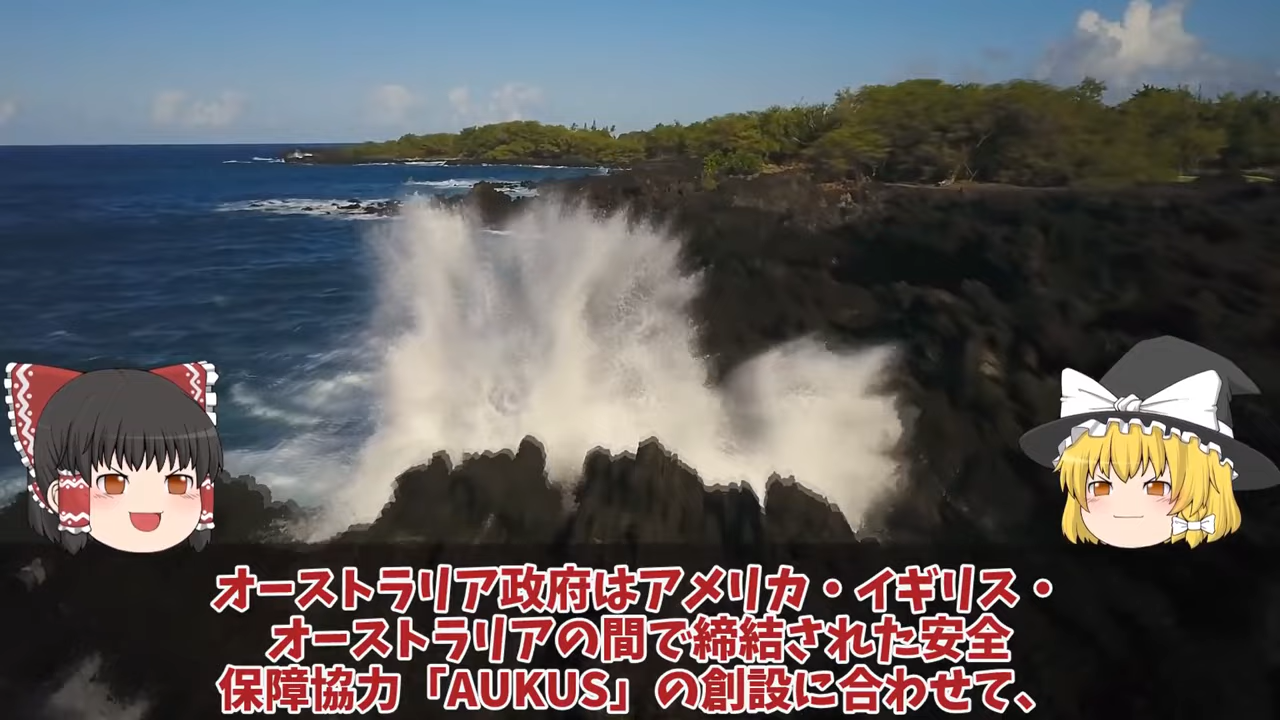 オーストラリア政府はアメリカ・イギリス・
オーストラリアの間で締結された安全
保障協力「AUKUS」の創設に合わせて、